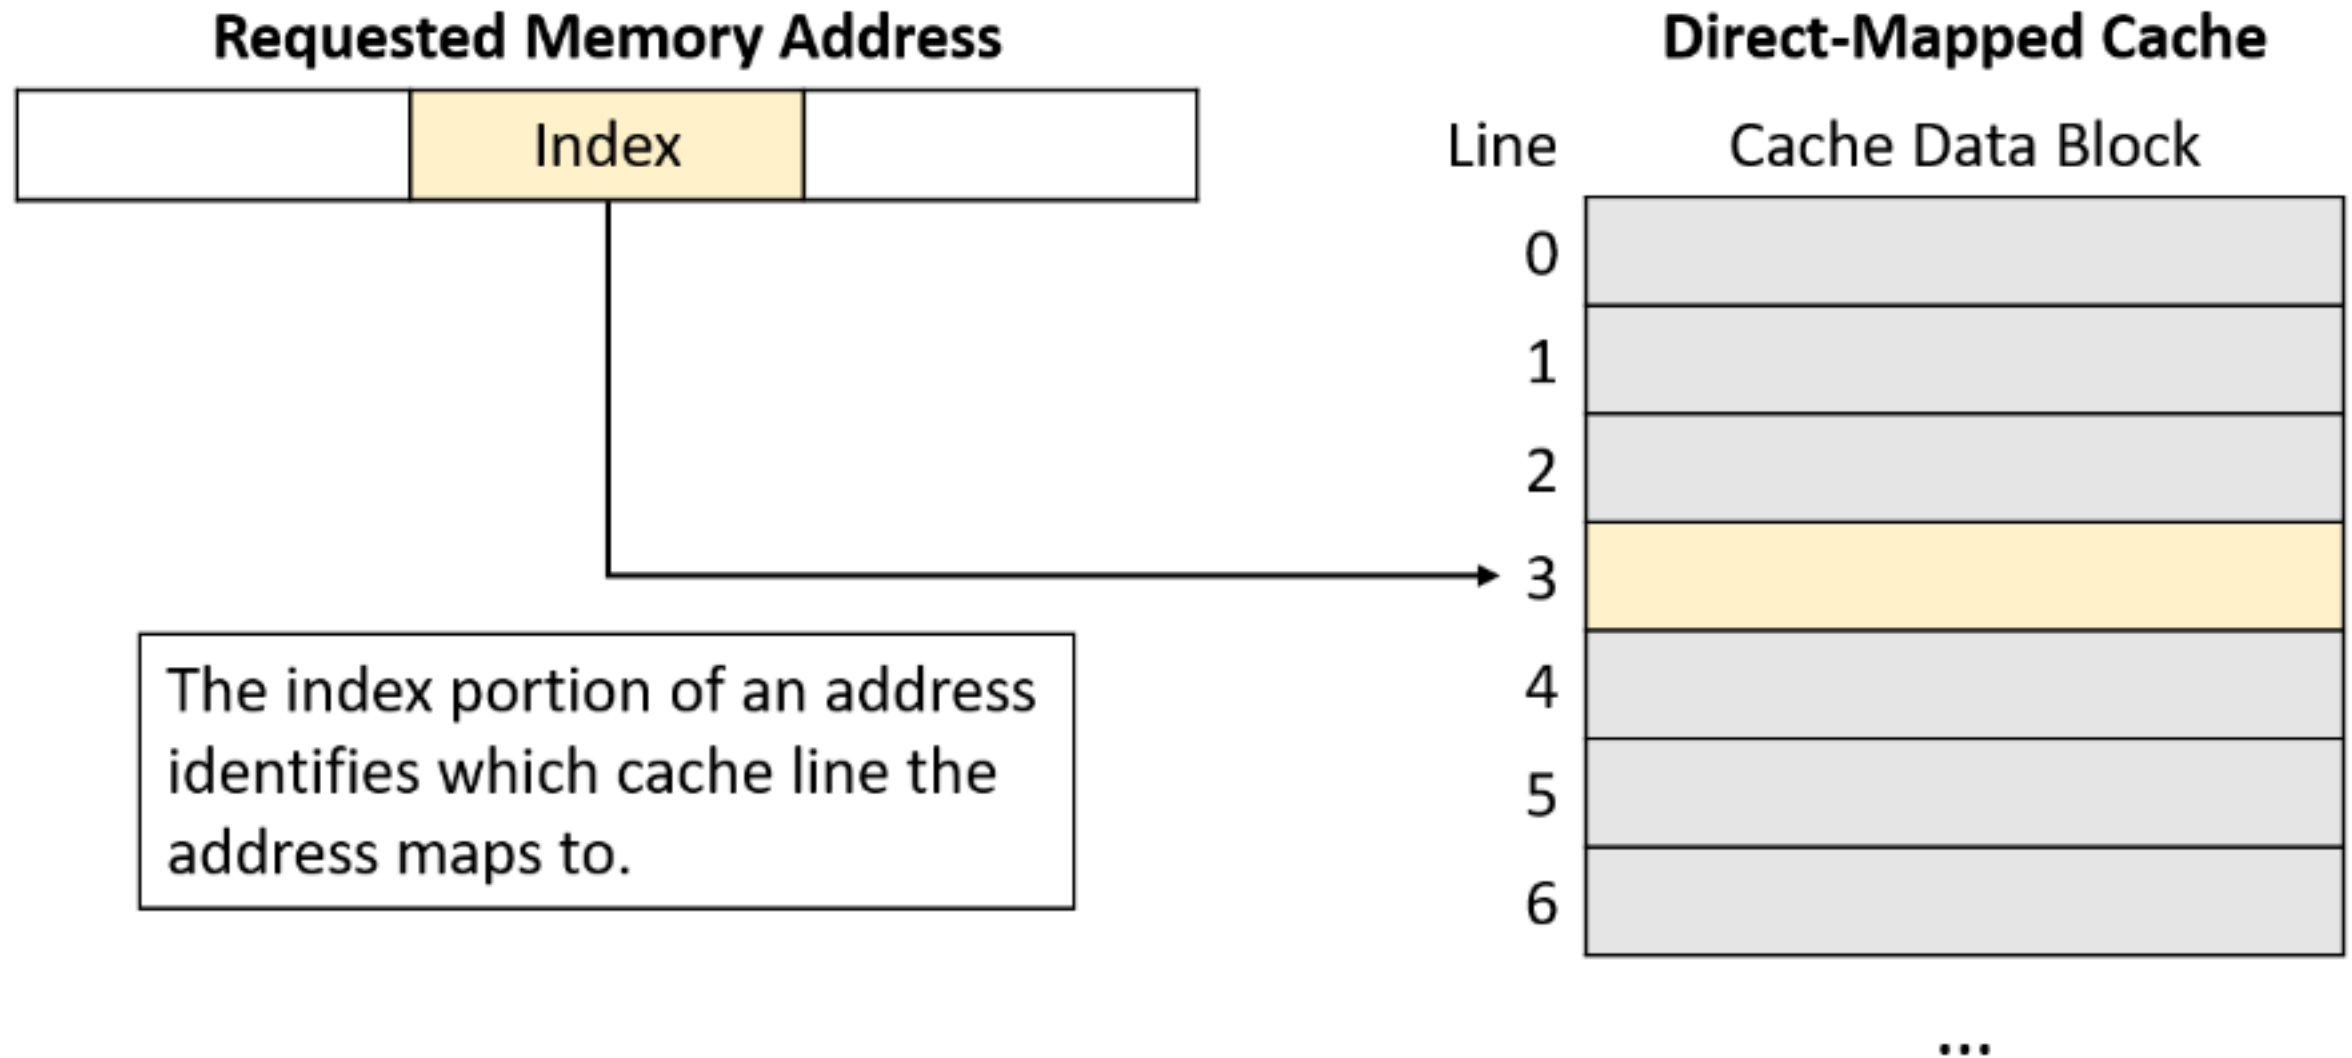 Requested Memory Address
Index
The index portion of an address
identifies which cache line the
address maps to.
Direct-Mapped Cache
Line Cache Data Block
0
1
2
3
4
5
6
...